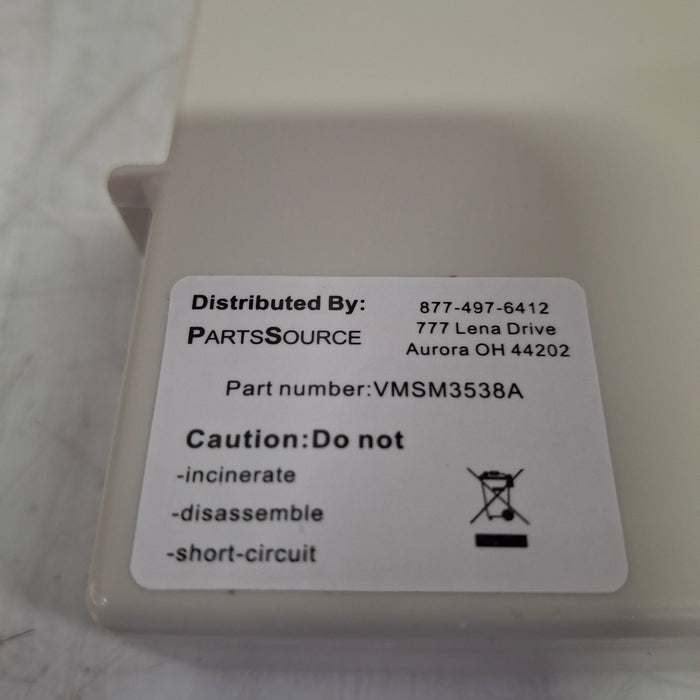 Distributed By:
PARTSSOURCE
877-497-6412
777 Lena Drive
Aurora OH 44202
Part number:VMSM3538A
Caution:Do not
-incinerate
-disassemble
-short-circuit